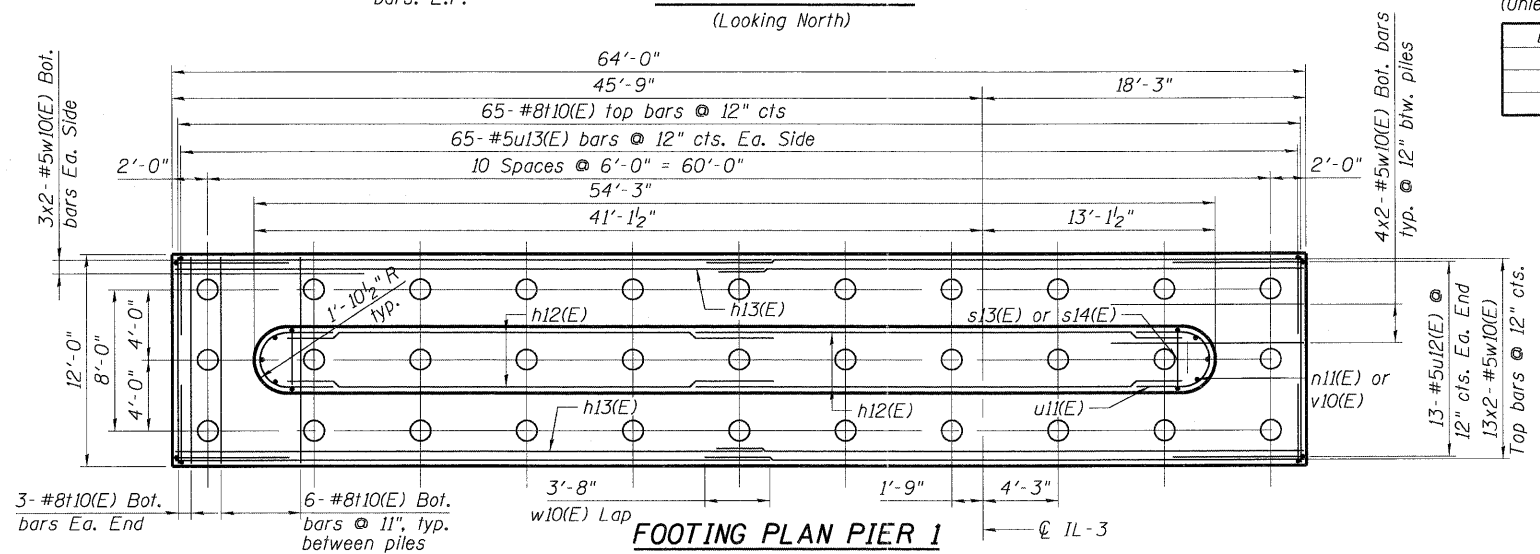 bars. E.F.
(Looking North)
(Unle
64'-0"
45'-9"
18'-3"
65- #8t10(E) top bars @ 12" cts
65- #5u13(E) bars @ 12" cts. Ea. Side
2'-0"
10 Spaces @ 6'-0" = 60'-0"
2'-0"
54'-3"
41'-1½"
13'-1½"
3x2- #5w10(E) Bot.
bars Ea. Side
4x2- #5w10(E) Bot. bars
typ. @ 12" btw. piles
1'-10½" R
typ.
h12(E)
h13(E)
s13(E) or s14(E)
12'-0"
8'-0"
4'-0"
4'-0"
h13(E)
h12(E)
u11(E)
n11(E) or
v10(E)
13- #5u12(E) @
12" cts. Ea. End
13x2- #5w10(E)
Top bars @ 12" cts.
3- #8t10(E) Bot.
bars Ea. End
6- #8t10(E) Bot.
bars @ 11", typ.
between piles
3'-8"
w10(E) Lap
1'-9"
4'-3"
FOOTING PLAN PIER 1
℄ IL-3